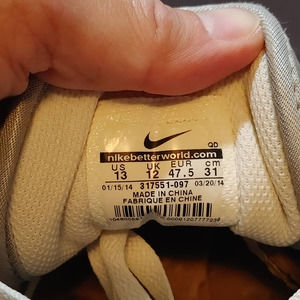 QD
nikebetterworld.com
US UK EUR cm
13 12 47.5 31
01/15/14 317551-097 03/20/14
MADE IN CHINA
FABRIQUE EN CHINE